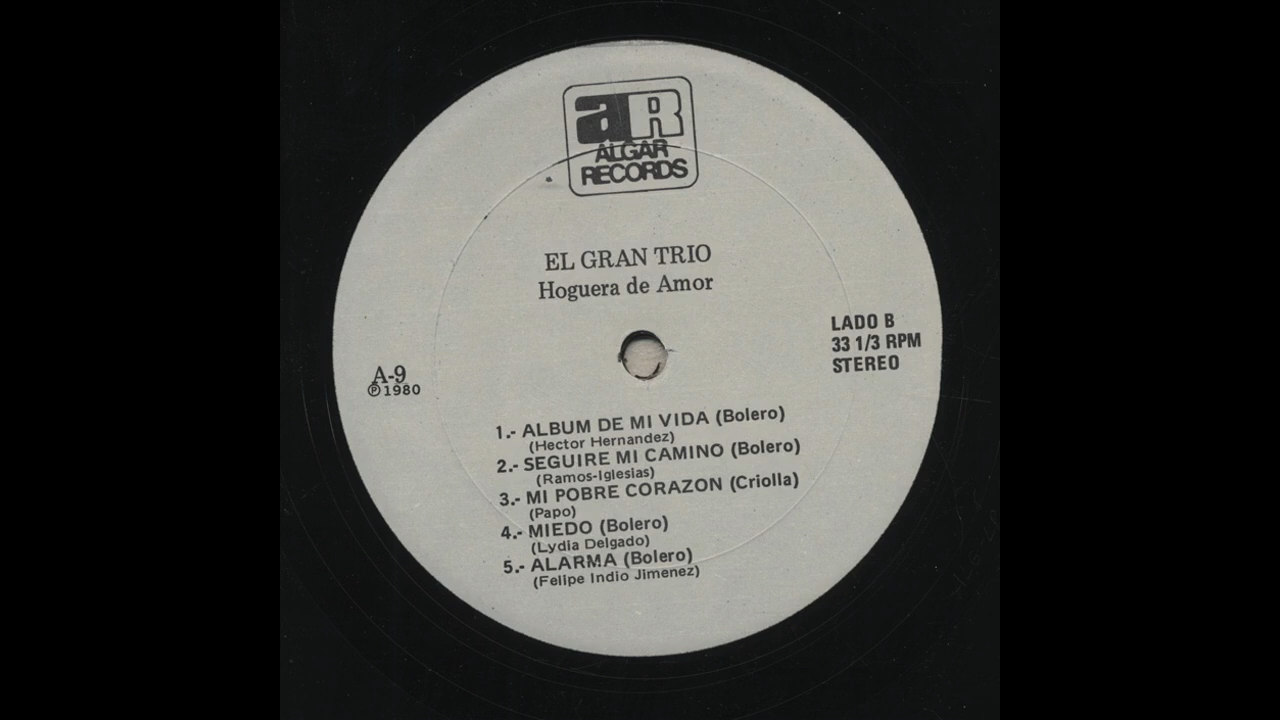 aR
ALGAR
RECORDS
EL GRAN TRIO
Hoguera de Amor
LADO B
33 1/3 RPM
STEREO
A-9
℗1980
1.- ALBUM DE MI VIDA (Bolero)
(Hector Hernandez)
2.- SEGUIRE MI CAMINO (Bolero)
(Ramos-Iglesias)
3.- MI POBRE CORAZON (Criolla)
(Papo)
4.- MIEDO (Bolero)
(Lydia Delgado)
5.- ALARMA (Bolero)
(Felipe Indio Jimenez)